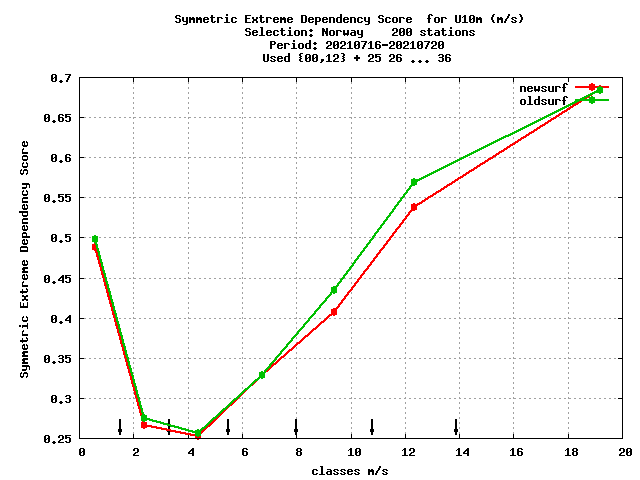 Symmetric Extreme Dependency Score  for U10m (m/s)
Selection: Norway    200 stations
Period: 20210716-20210720
Used {00,12} + 25 26 ... 36
newsurf
oldsurf
0.7
0.65
0.6
0.55
0.5
0.45
0.4
0.35
0.3
0.25
Symmetric Extreme Dependency Score
0 2 4 6 8 10 12 14 16 18 20
classes m/s